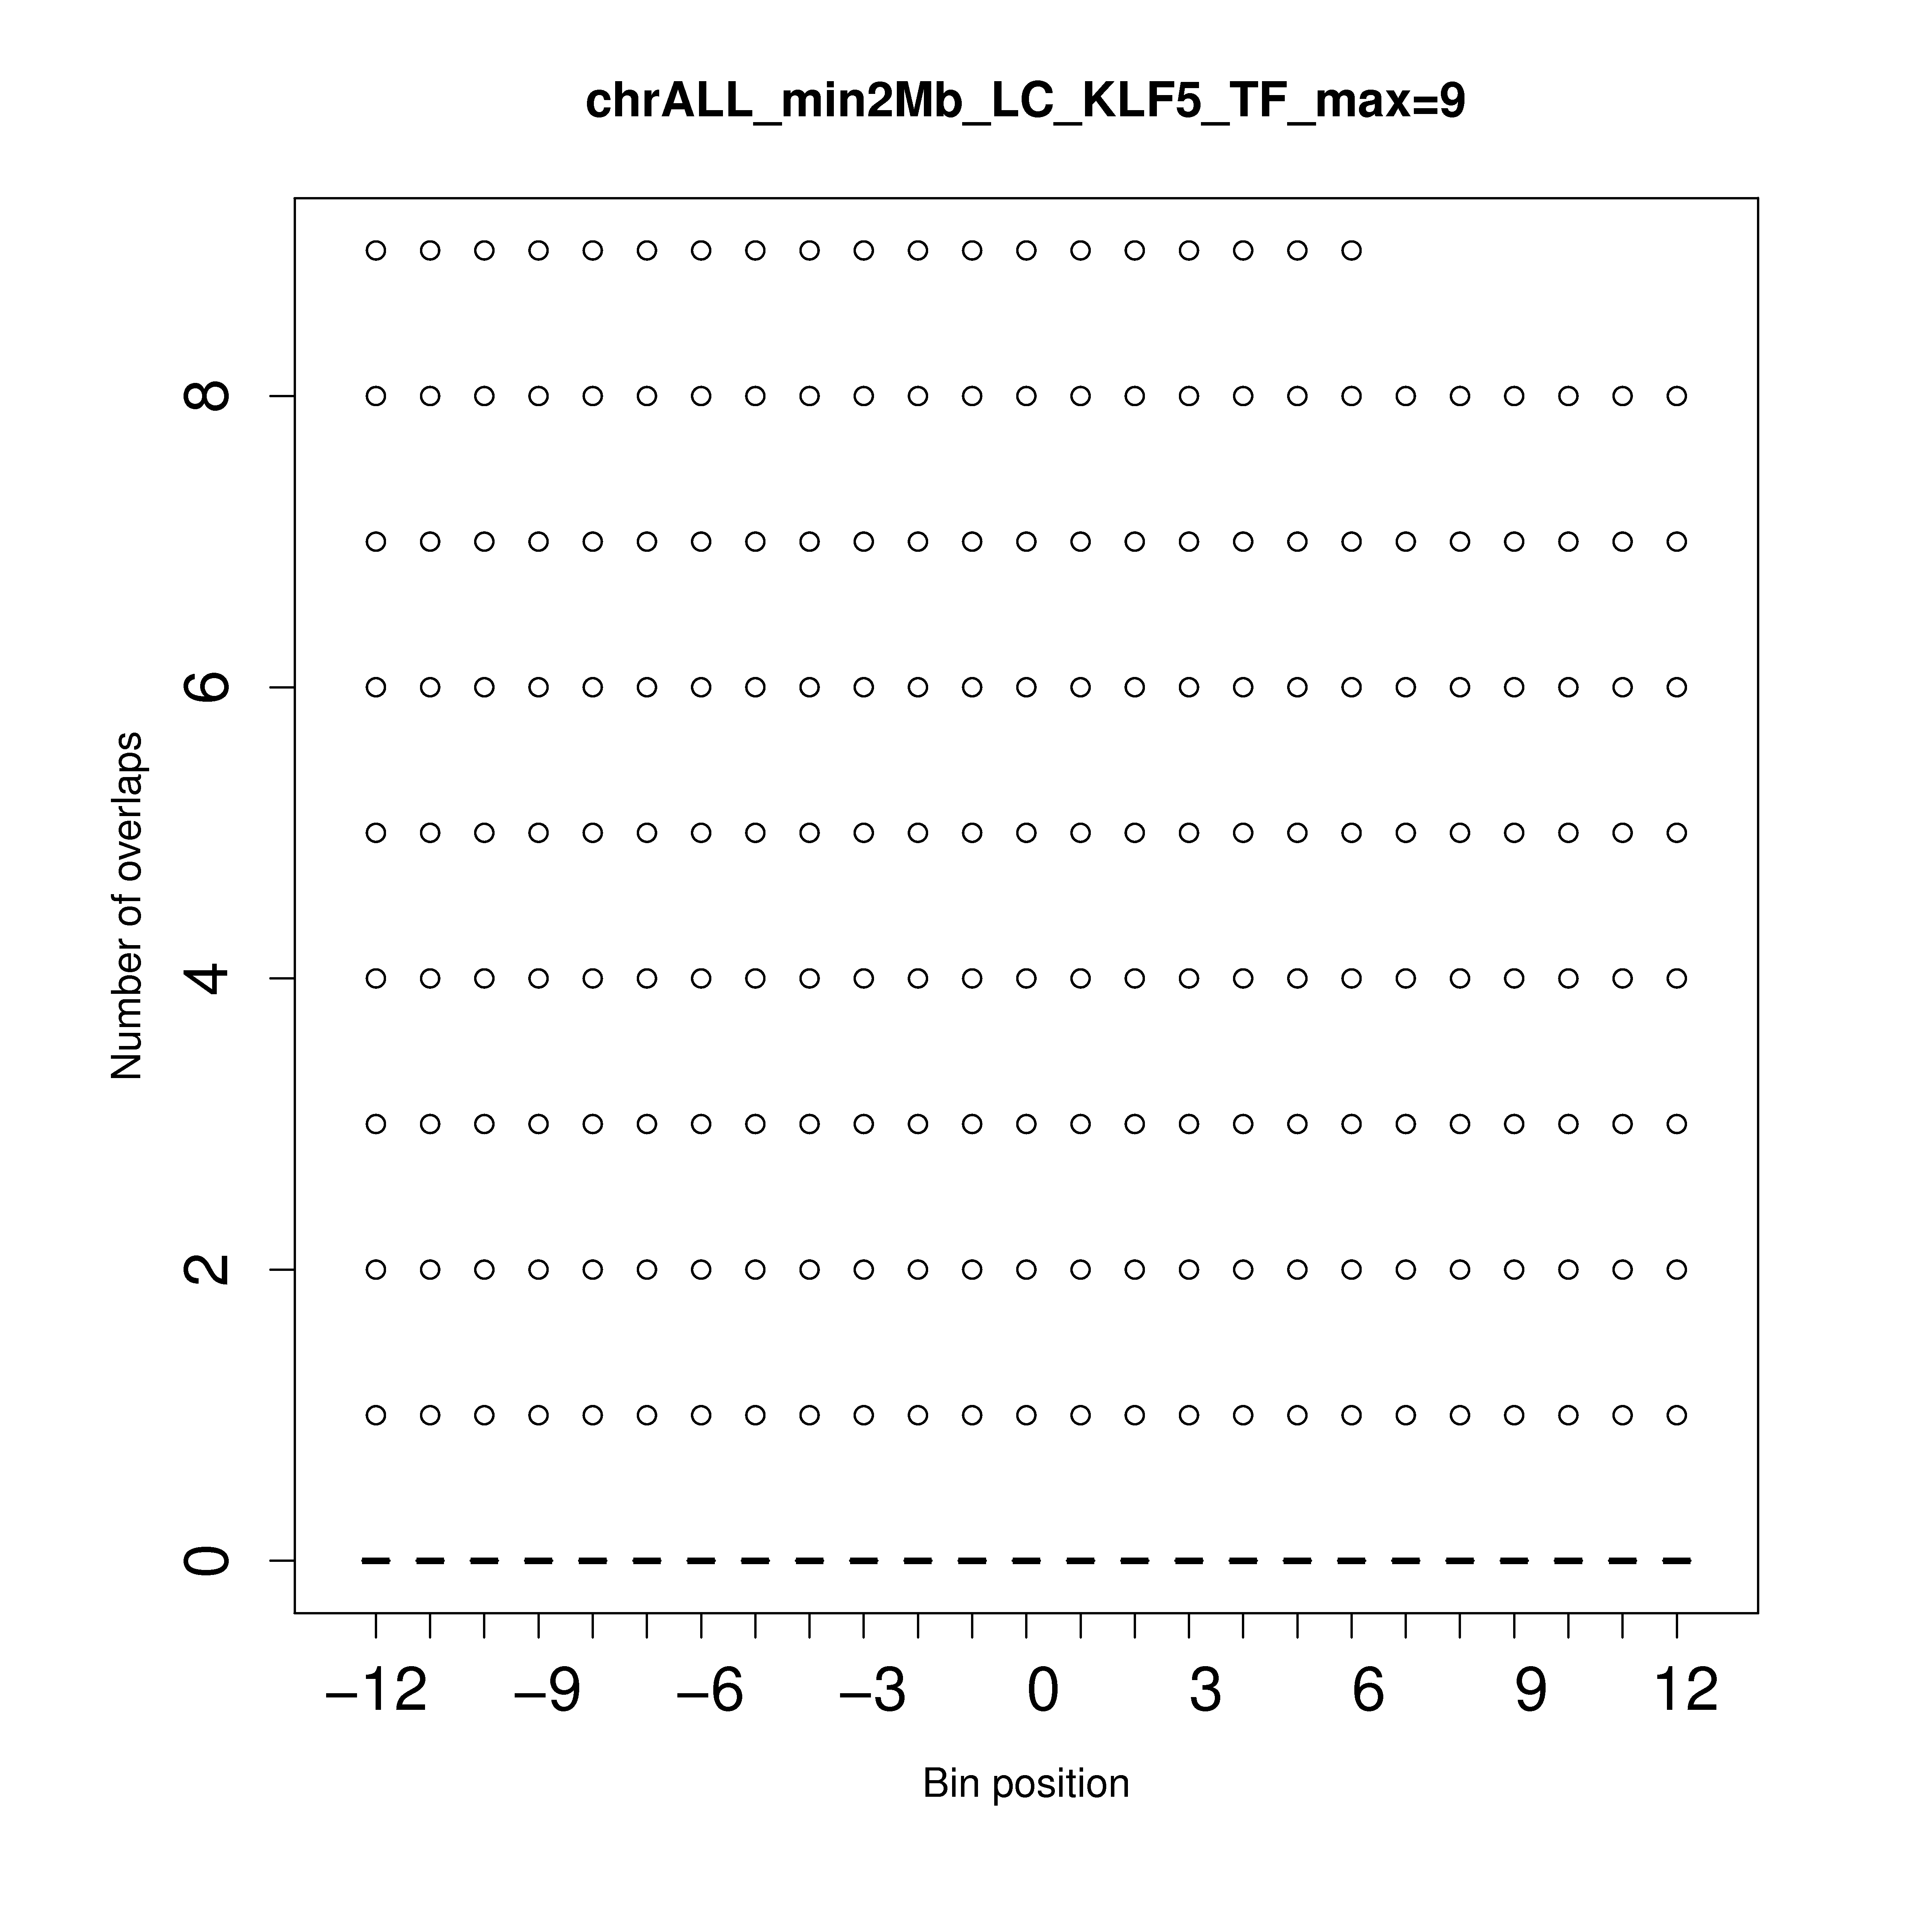 chrALL_min2Mb_LC_KLF5_TF_max=9
8
6
4
2
0
Number of overlaps
−12 −9 −6 −3 0 3 6 9 12
Bin position